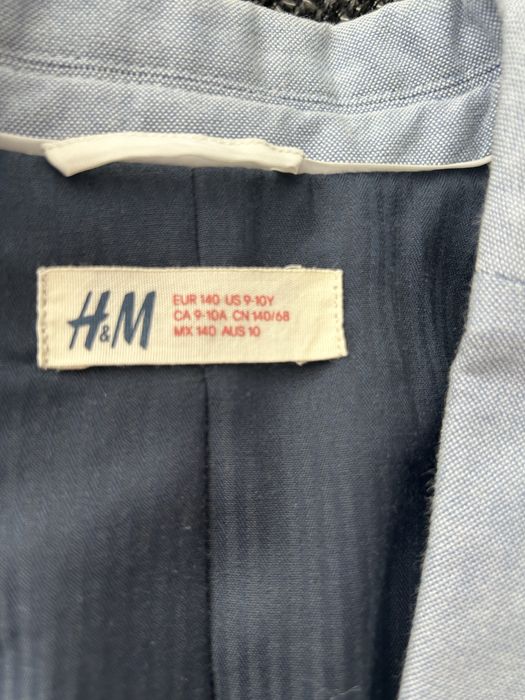 H&M
EUR 140 US 9-10Y
CA 9-10A CN 140/68
MX 140 AUS 10